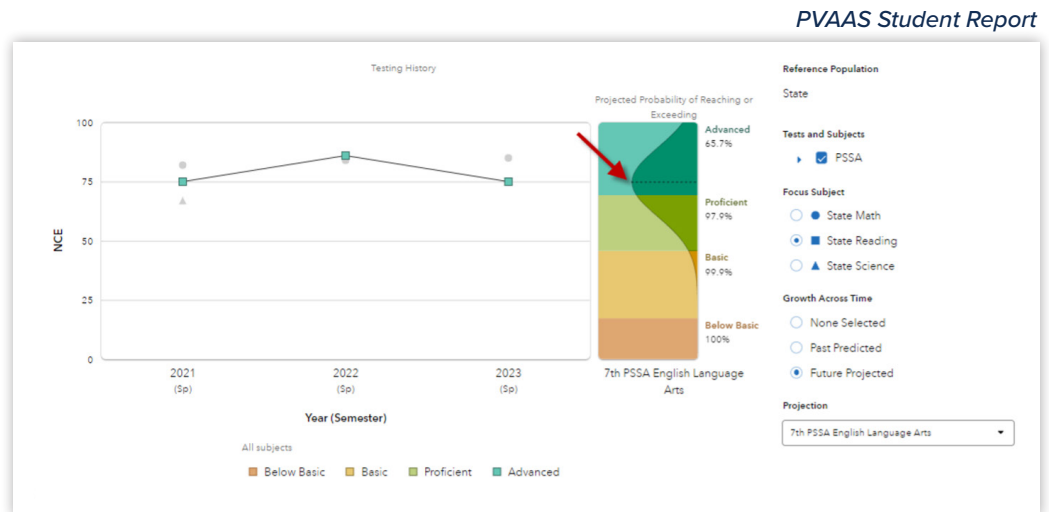 PVAAS Student Report
Testing History
Projected Probability of Reaching or
Exceeding
100
75
50
25
0
NCE
2021
(Sp)
2022
(Sp)
2023
(Sp)
Year (Semester)
Advanced
65.7%
Proficient
97.9%
Basic
99.9%
Below Basic
100%
7th PSSA English Language
Arts
All subjects
Below Basic
Basic
Proficient
Advanced
Reference Population
State
Tests and Subjects
PSSA
Focus Subject
State Math
State Reading
State Science
Growth Across Time
None Selected
Past Predicted
Future Projected
Projection
7th PSSA English Language Arts